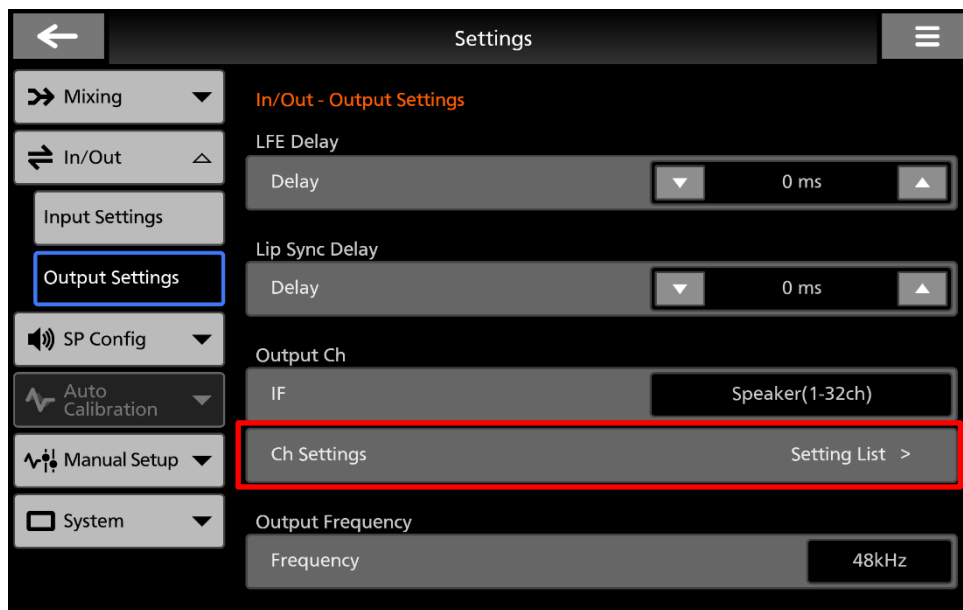 Settings
Mixing
In/Out
Input Settings
Output Settings
SP Config
Auto
Calibration
Manual Setup
System
In/Out - Output Settings
LFE Delay
Delay 0 ms
Lip Sync Delay
Delay 0 ms
Output Ch
IF Speaker(1-32ch)
Ch Settings Setting List >
Output Frequency
Frequency 48kHz